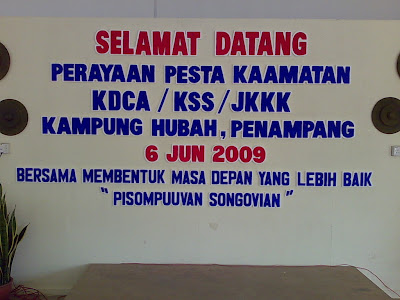 SELAMAT DATANG
PERAYAAN PESTA KAAMATAN
KDCA / KSS / JKKK
KAMPUNG HUBAH, PENAMPANG
6 JUN 2009
BERSAMA MEMBENTUK MASA DEPAN YANG LEBIH BAIK
" PISOMPUUVAN SONGOVIAN "